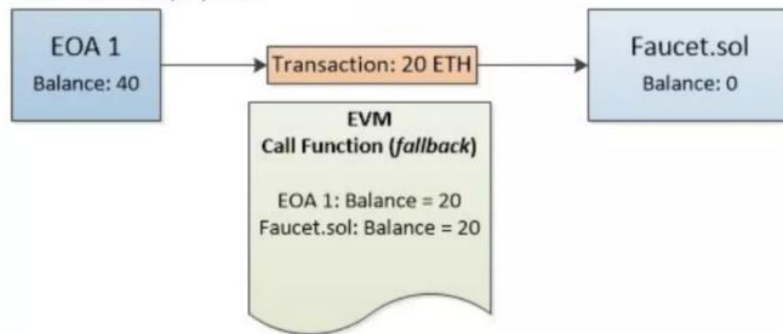 EOA 1
Balance: 40
Transaction: 20 ETH
Faucet.sol
Balance: 0
EVM
Call Function (fallback)
EOA 1: Balance = 20
Faucet.sol: Balance = 20